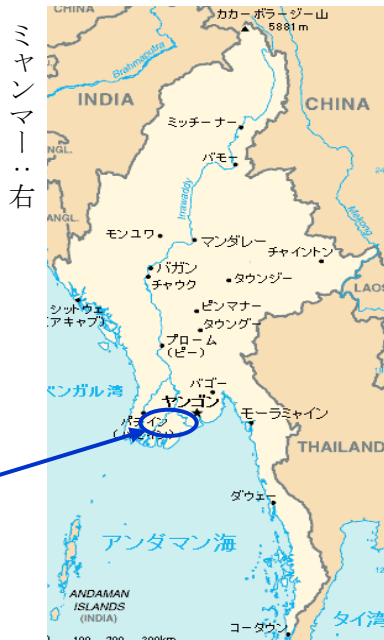 ミャンマー：右
CHINA
カカーボラージー山
5881m
Brahmaputra
INDIA
CHINA
ミッチーナー
バモー
NGL.
Irrawaddy
Mekong
ANGL.
モンユワ
マンダレー
チャイントン
バガン
チャウク
タウンジー
LAOS
シットウェ
(アキャブ)
ピンマナー
タウングー
プローム
(ピー)
ベンガル湾
バゴー
ヤンゴン
パテイン
モーラミャイン
THAILAND
ダウェー
アンダマン海
ANDAMAN
ISLANDS
(INDIA)
タイ湾
コータウン
100 200 300km